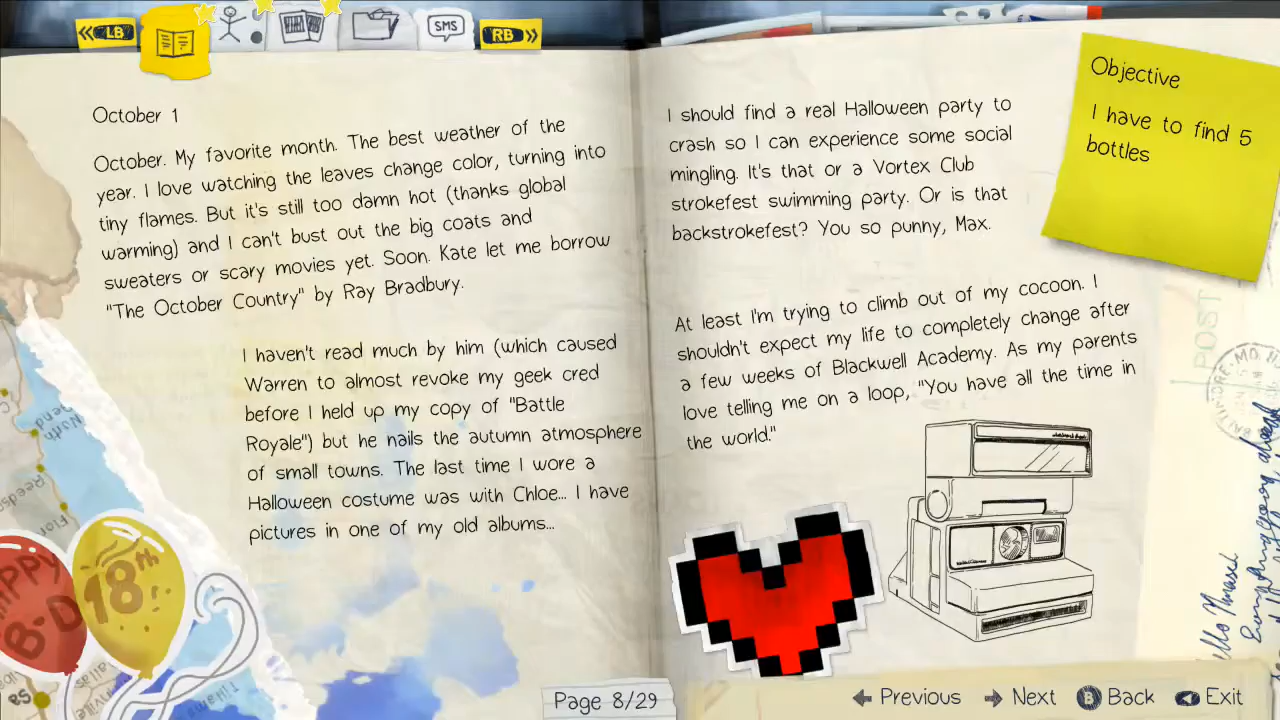 LB
SMS
RB
October 1
October. My favorite month. The best weather of the
year. I love watching the leaves change color, turning into
tiny flames. But it's still too damn hot (thanks global
warming) and I can't bust out the big coats and
sweaters or scary movies yet. Soon. Kate let me borrow
"The October Country" by Ray Bradbury.
I haven't read much by him (which caused
Warren to almost revoke my geek cred
before I held up my copy of "Battle
Royale") but he nails the autumn atmosphere
of small towns. The last time I wore a
Halloween costume was with Chloe... I have
pictures in one of my old albums...
I should find a real Halloween party to
crash so I can experience some social
mingling. It's that or a Vortex Club
strokefest swimming party. Or is that
backstrokefest? You so punny, Max.
At least I'm trying to climb out of my cocoon. I
shouldn't expect my life to completely change after
a few weeks of Blackwell Academy. As my parents
love telling me on a loop, "You have all the time in
the world."
Objective
I have to find 5
bottles
POST
North
Bend
18th
B-D
Page 8/29
Previous
Next
B Back
Exit